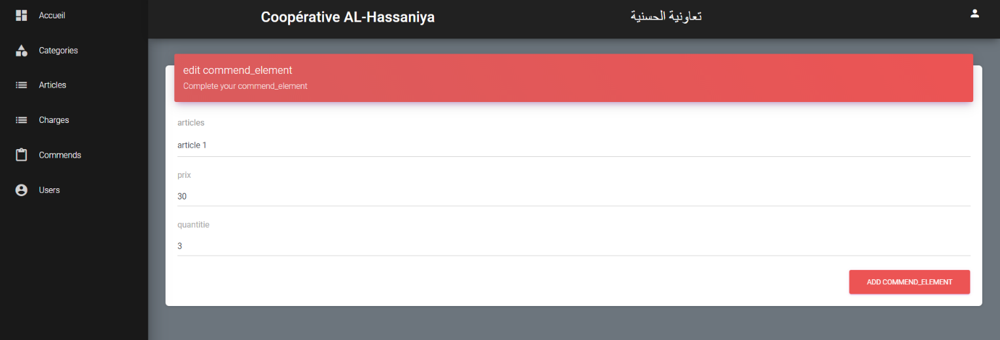 Accueil
Categories
Articles
Charges
Commends
Users
Coopérative AL-Hassaniya
تعاونية الحسنية
edit commend_element
Complete your commend_element
articles
article 1
prix
30
quantitie
3
ADD COMMEND_ELEMENT